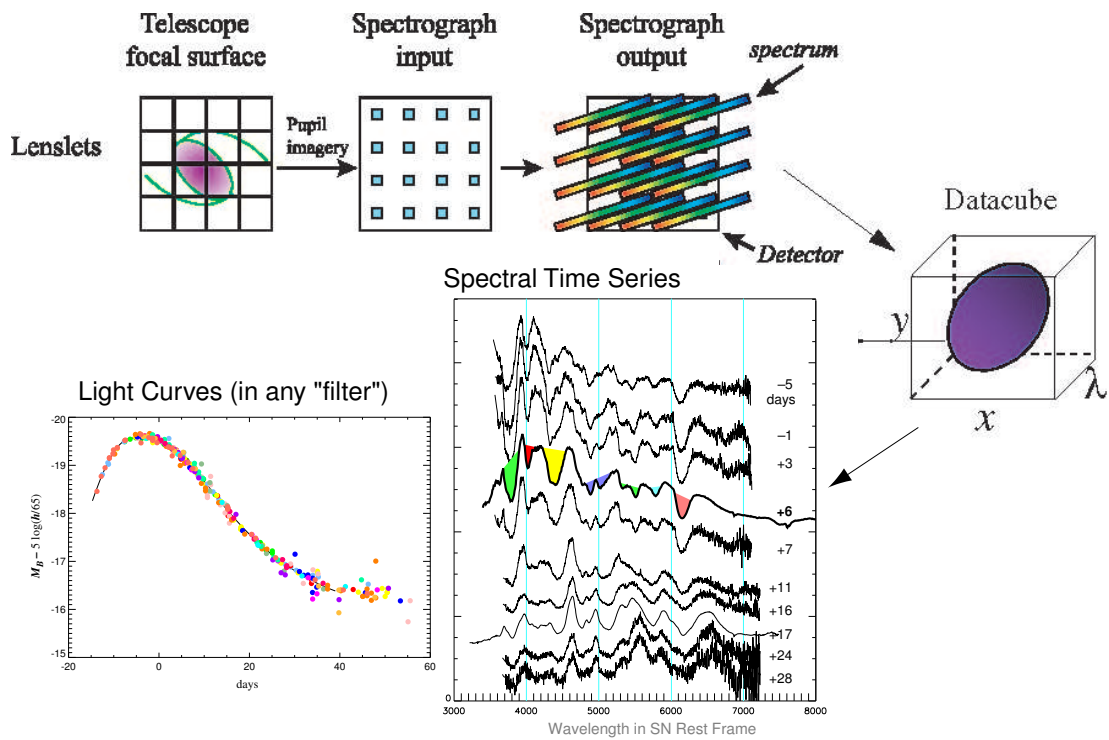 Telescope
focal surface
Spectrograph
input
Spectrograph
output
spectrum
Lenslets
Pupil
imagery
Detector
Datacube
y
x
λ
Spectral Time Series
−5
days
−1
+3
+6
+7
+11
+16
+17
+24
+28
0
3000 4000 5000 6000 7000 8000
Wavelength in SN Rest Frame
Light Curves (in any "filter")
-20
-19
-18
-17
-16
-15
M_B − 5 log(h/65)
-20 0 20 40 60
days